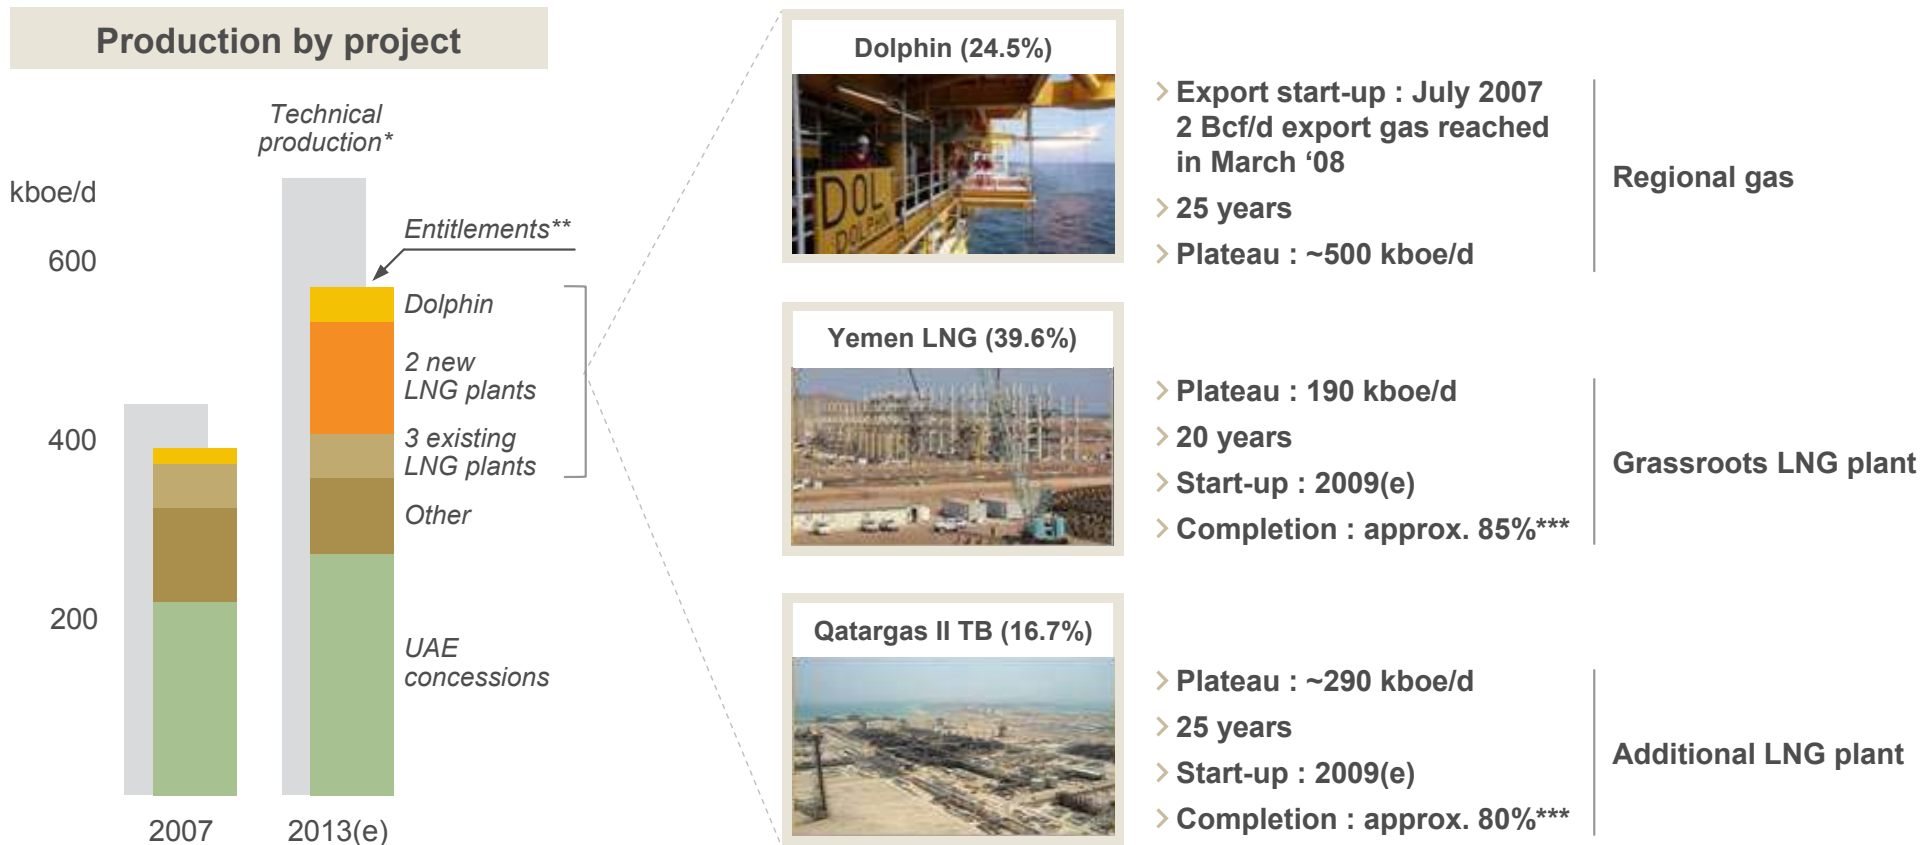 Production by project
Technical
production*
kboe/d
600
400
200
Entitlements**
Dolphin
2 new
LNG plants
3 existing
LNG plants
Other
UAE
concessions
2007
2013(e)
Dolphin (24.5%)
DOL
DOLPHIN
Export start-up : July 2007
2 Bcf/d export gas reached
in March ‘08
25 years
Plateau : ~500 kboe/d
Regional gas
Yemen LNG (39.6%)
Plateau : 190 kboe/d
20 years
Start-up : 2009(e)
Completion : approx. 85%***
Grassroots LNG plant
Qatargas II TB (16.7%)
Plateau : ~290 kboe/d
25 years
Start-up : 2009(e)
Completion : approx. 80%***
Additional LNG plant